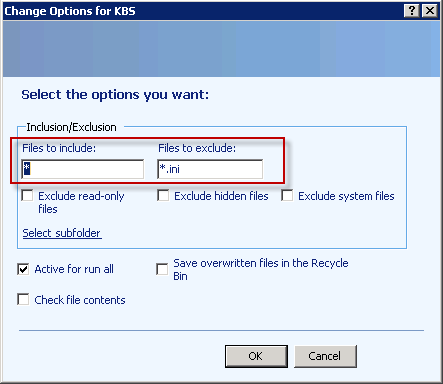 Change Options for KBS
Select the options you want:
Inclusion/Exclusion
Files to include:
Files to exclude:
*
*.ini
Exclude read-only
files
Exclude hidden files
Exclude system files
Select subfolder
Active for run all
Save overwritten files in the Recycle
Bin
Check file contents
OK
Cancel